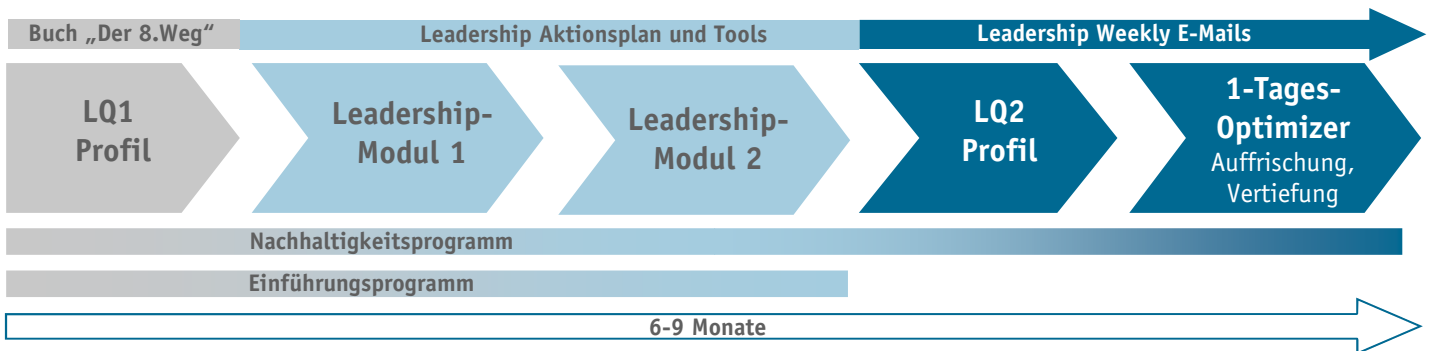 Buch „Der 8.Weg“
Leadership Aktionsplan und Tools
Leadership Weekly E-Mails
LQ1
Profil
Leadership-
Modul 1
Leadership-
Modul 2
LQ2
Profil
1-Tages-
Optimizer
Auffrischung,
Vertiefung
Nachhaltigkeitsprogramm
Einführungsprogramm
6-9 Monate